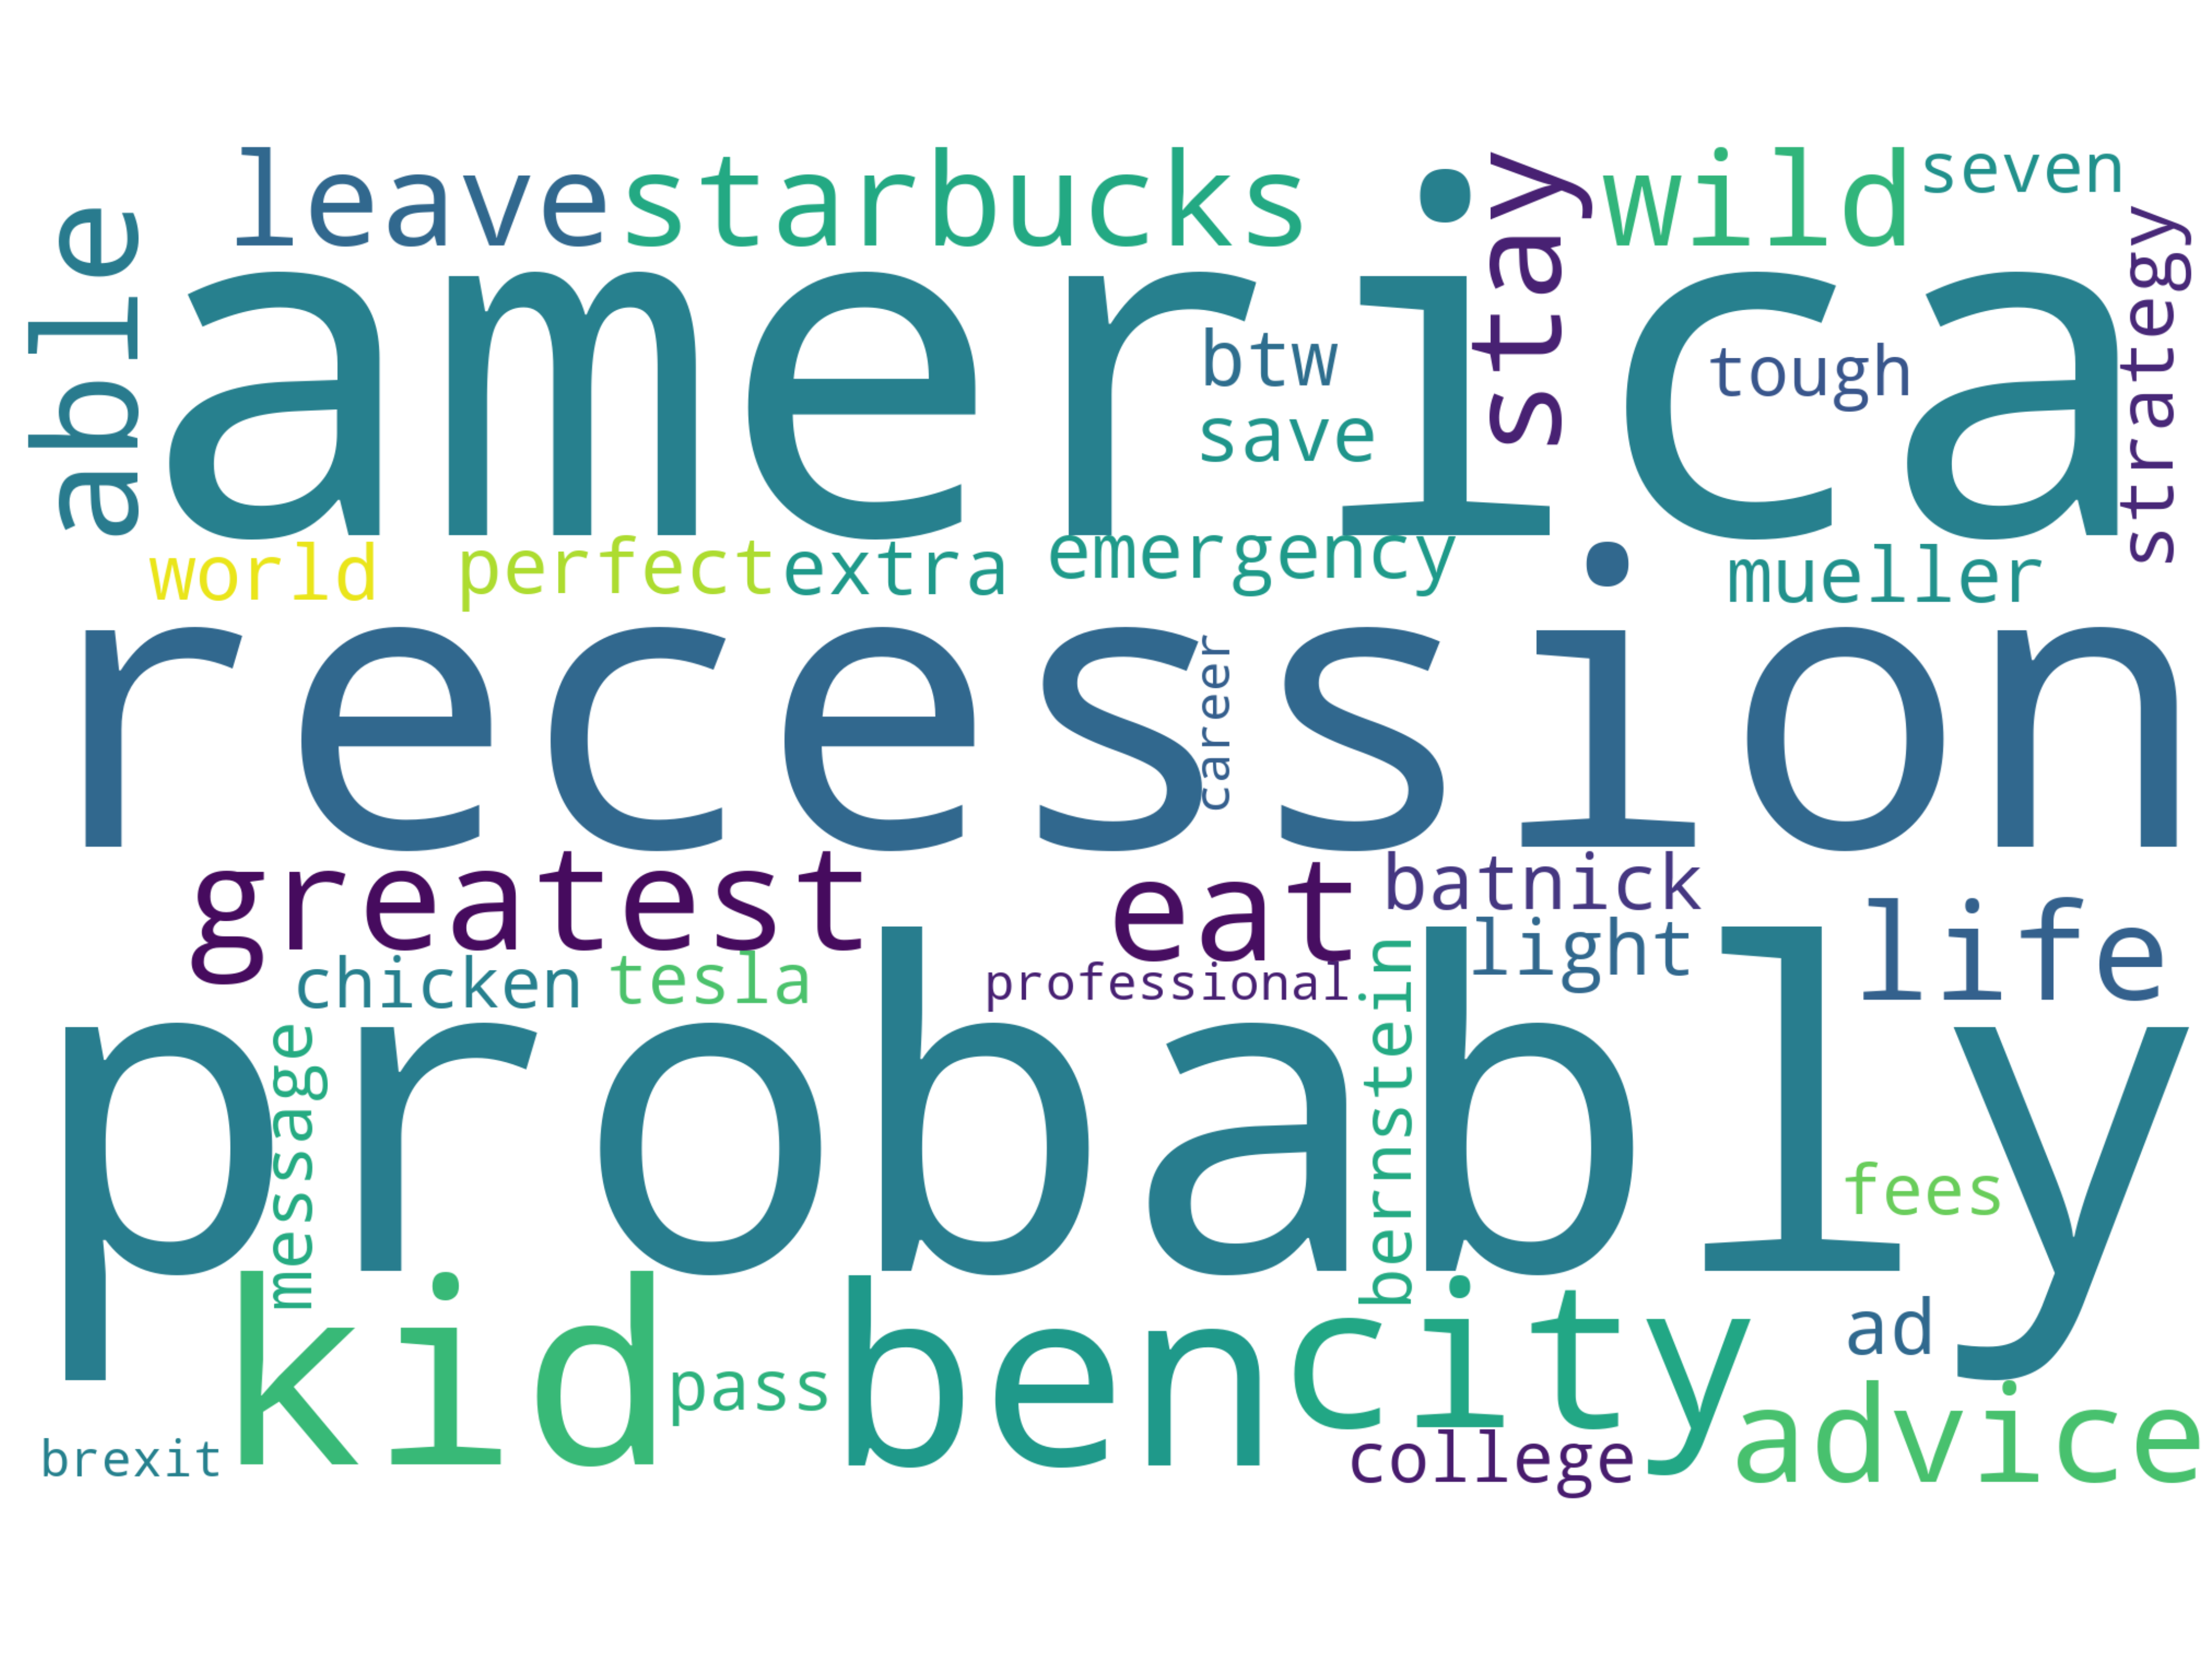 able
leave
starbucks
stay
wild
seven
strategy
america
btw
save
tough
world
perfect
extra
emergency
mueller
recession
career
greatest
eat
batnick
light
life
chicken
tesla
professional
bernstein
message
probably
fees
kid
pass
ben
city
ad
advice
brexit
college